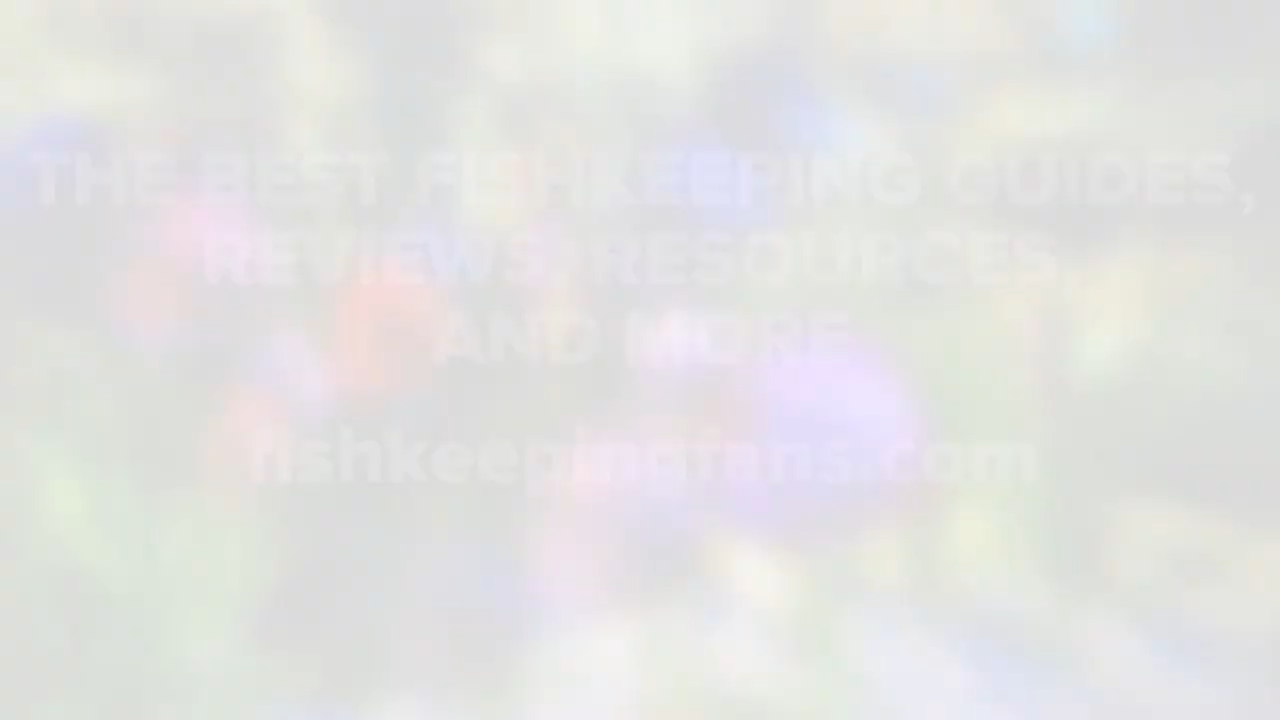 THE BEST FISHKEEPING GUIDES,
REVIEWS, RESOURCES,
AND MORE
fishkeepingfans.com